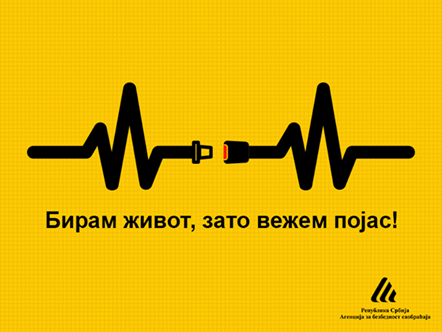 Бирам живот, зато вежем појас!
Република Србија
Агенција за безбедност саобраћаја